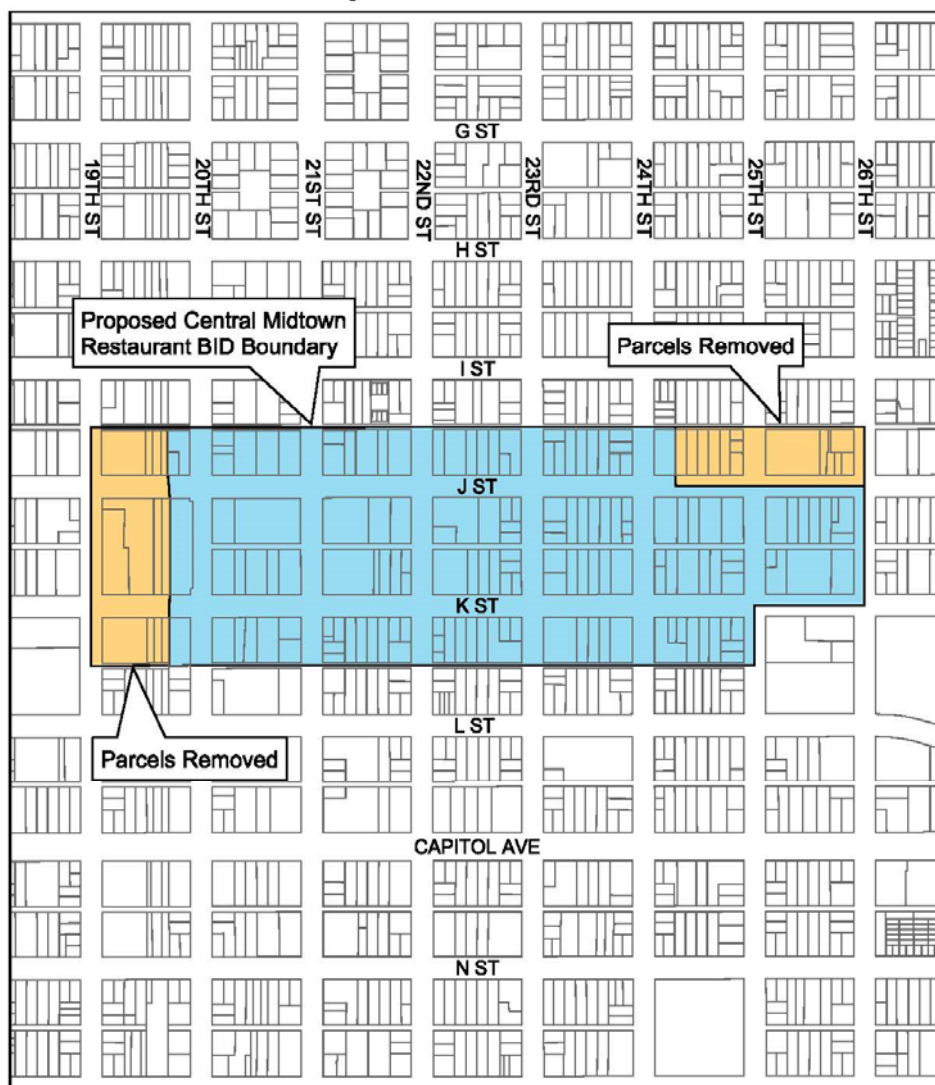 G ST
19TH ST
20TH ST
21ST ST
22ND ST
23RD ST
24TH ST
25TH ST
26TH ST
H ST
Proposed Central Midtown
Restaurant BID Boundary
Parcels Removed
I ST
J ST
K ST
L ST
Parcels Removed
CAPITOL AVE
N ST